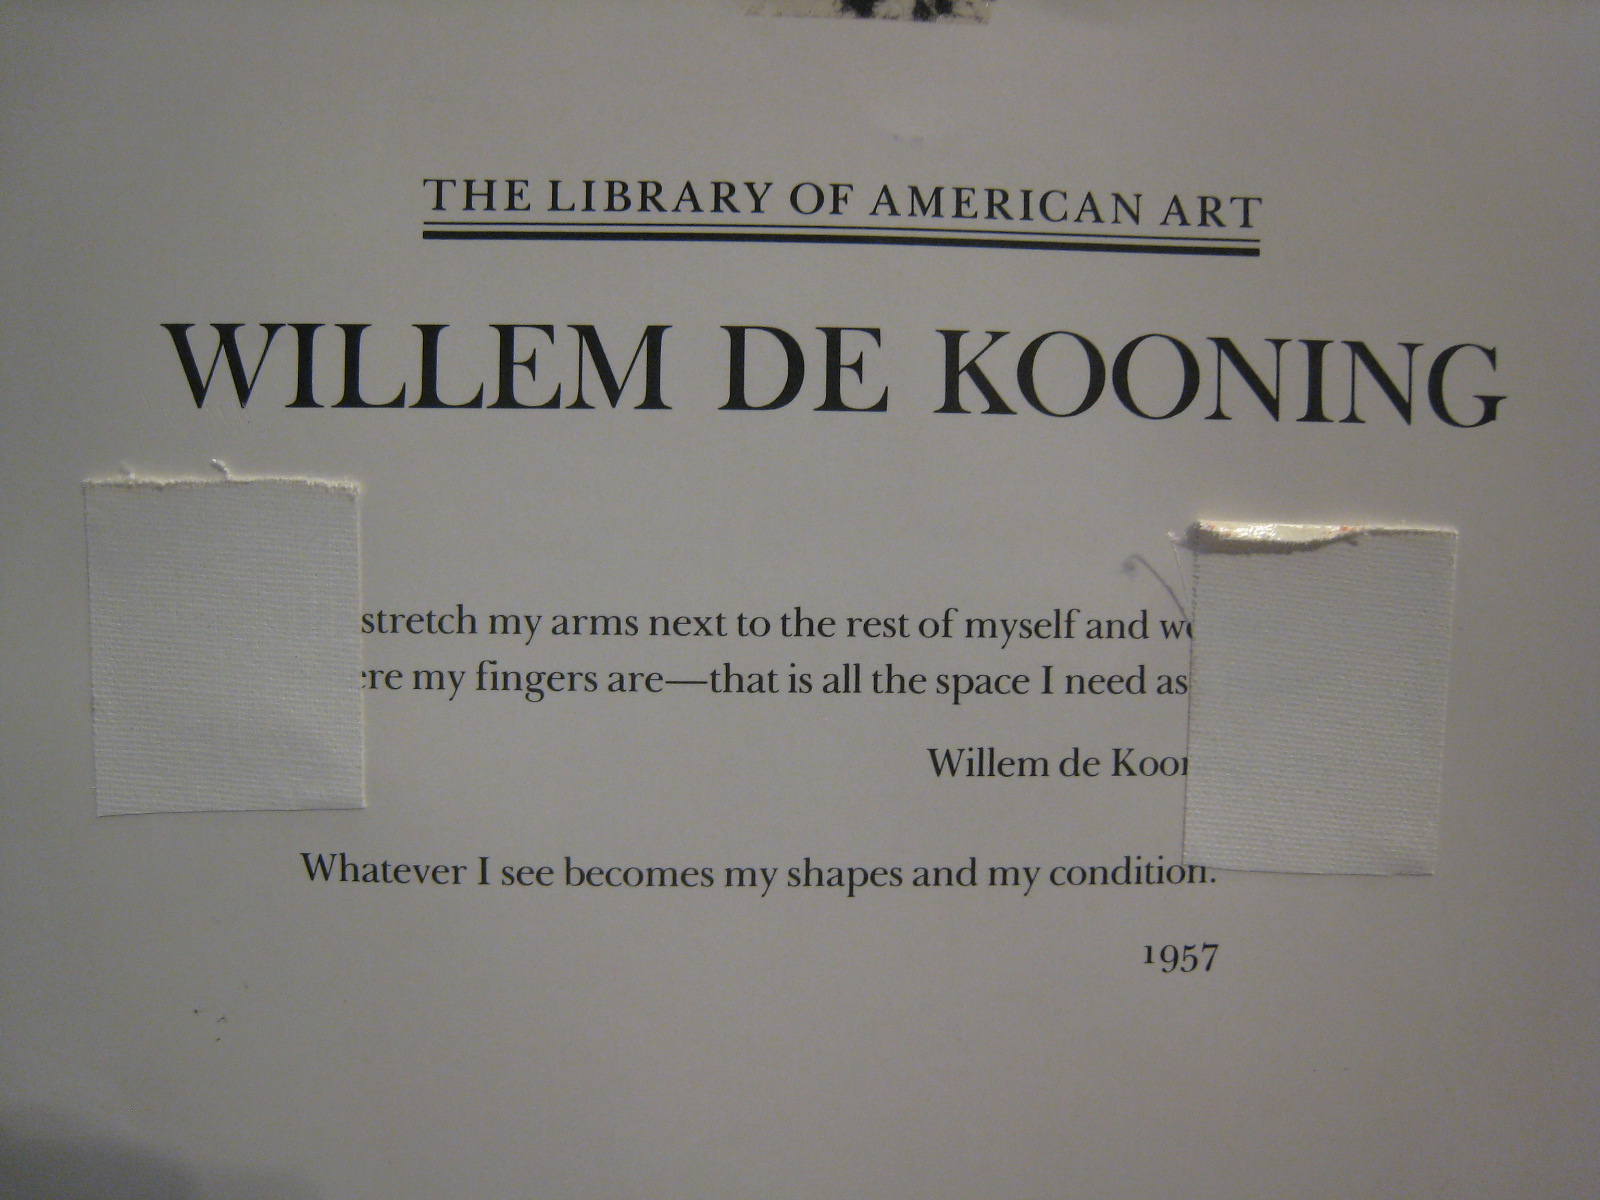 THE LIBRARY OF AMERICAN ART
WILLEM DE KOONING
stretch my arms next to the rest of myself and
my fingers are—that is all the space I need as
Willem de
Whatever I see becomes my shapes and my condition.
1957